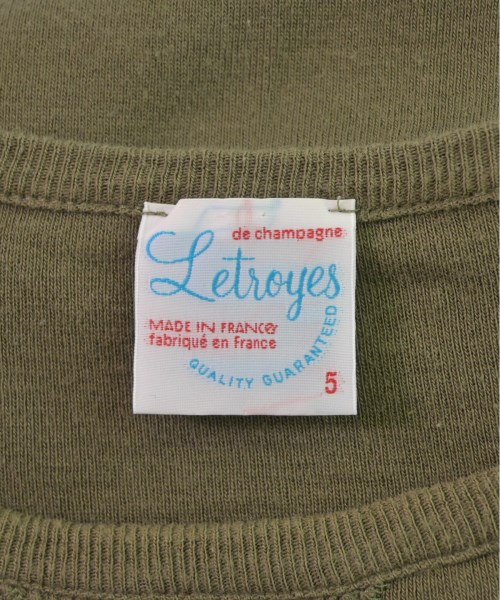 de champagne
Letroyes
MADE IN FRANCE
fabriqué en France
QUALITY GUARANTEED
5